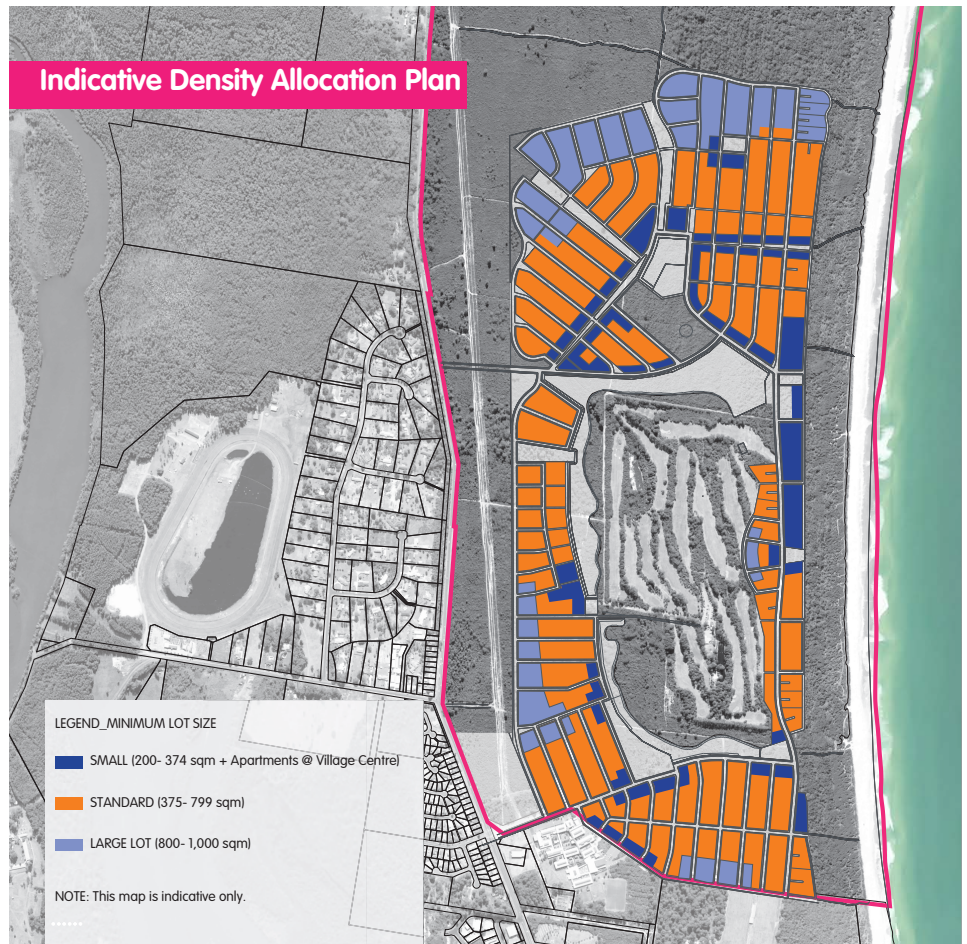 Indicative Density Allocation Plan
LEGEND_MINIMUM LOT SIZE
SMALL (200- 374 sqm + Apartments @ Village Centre)
STANDARD (375- 799 sqm)
LARGE LOT (800- 1,000 sqm)
NOTE: This map is indicative only.